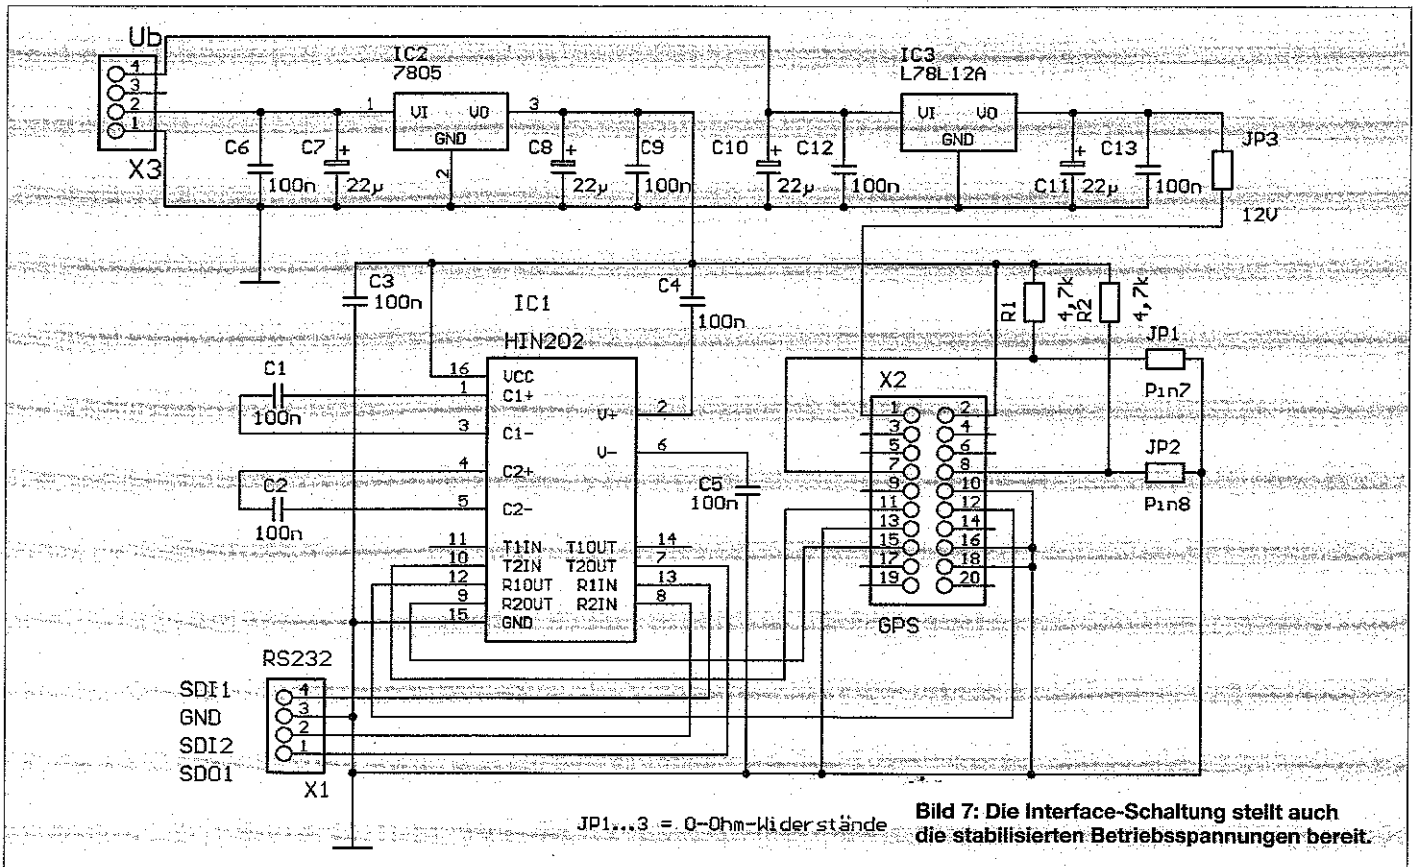 Ub
4
3
2
1
X3
IC2
7805
1
VI
VO
3
GND
2
C6
100n
C7
+
22µ
C8
+
22µ
C9
100n
IC3
L78L12A
VI
VO
GND
C10
+
22µ
C12
100n
C11
+
22µ
C13
100n
JP3
12V
C3
100n
IC1
HIN202
C4
100n
R1
4,7k
R2
4,7k
JP1
Pin7
JP2
Pin8
C1
100n
C2
100n
16
VCC
1
C1+
3
C1-
4
C2+
5
C2-
V+
2
V-
6
C5
100n
11
T1IN
T1OUT
14
10
T2IN
T2OUT
7
12
R1OUT
R1IN
13
9
R2OUT
R2IN
8
15
GND
X2
1
2
3
4
5
6
7
8
9
10
11
12
13
14
15
16
17
18
19
20
GPS
RS232
SDI1
4
GND
3
SDI2
2
SDO1
1
X1
JP1...3 = 0-Ohm-Widerstände
Bild 7: Die Interface-Schaltung stellt auch
die stabilisierten Betriebsspannungen bereit.